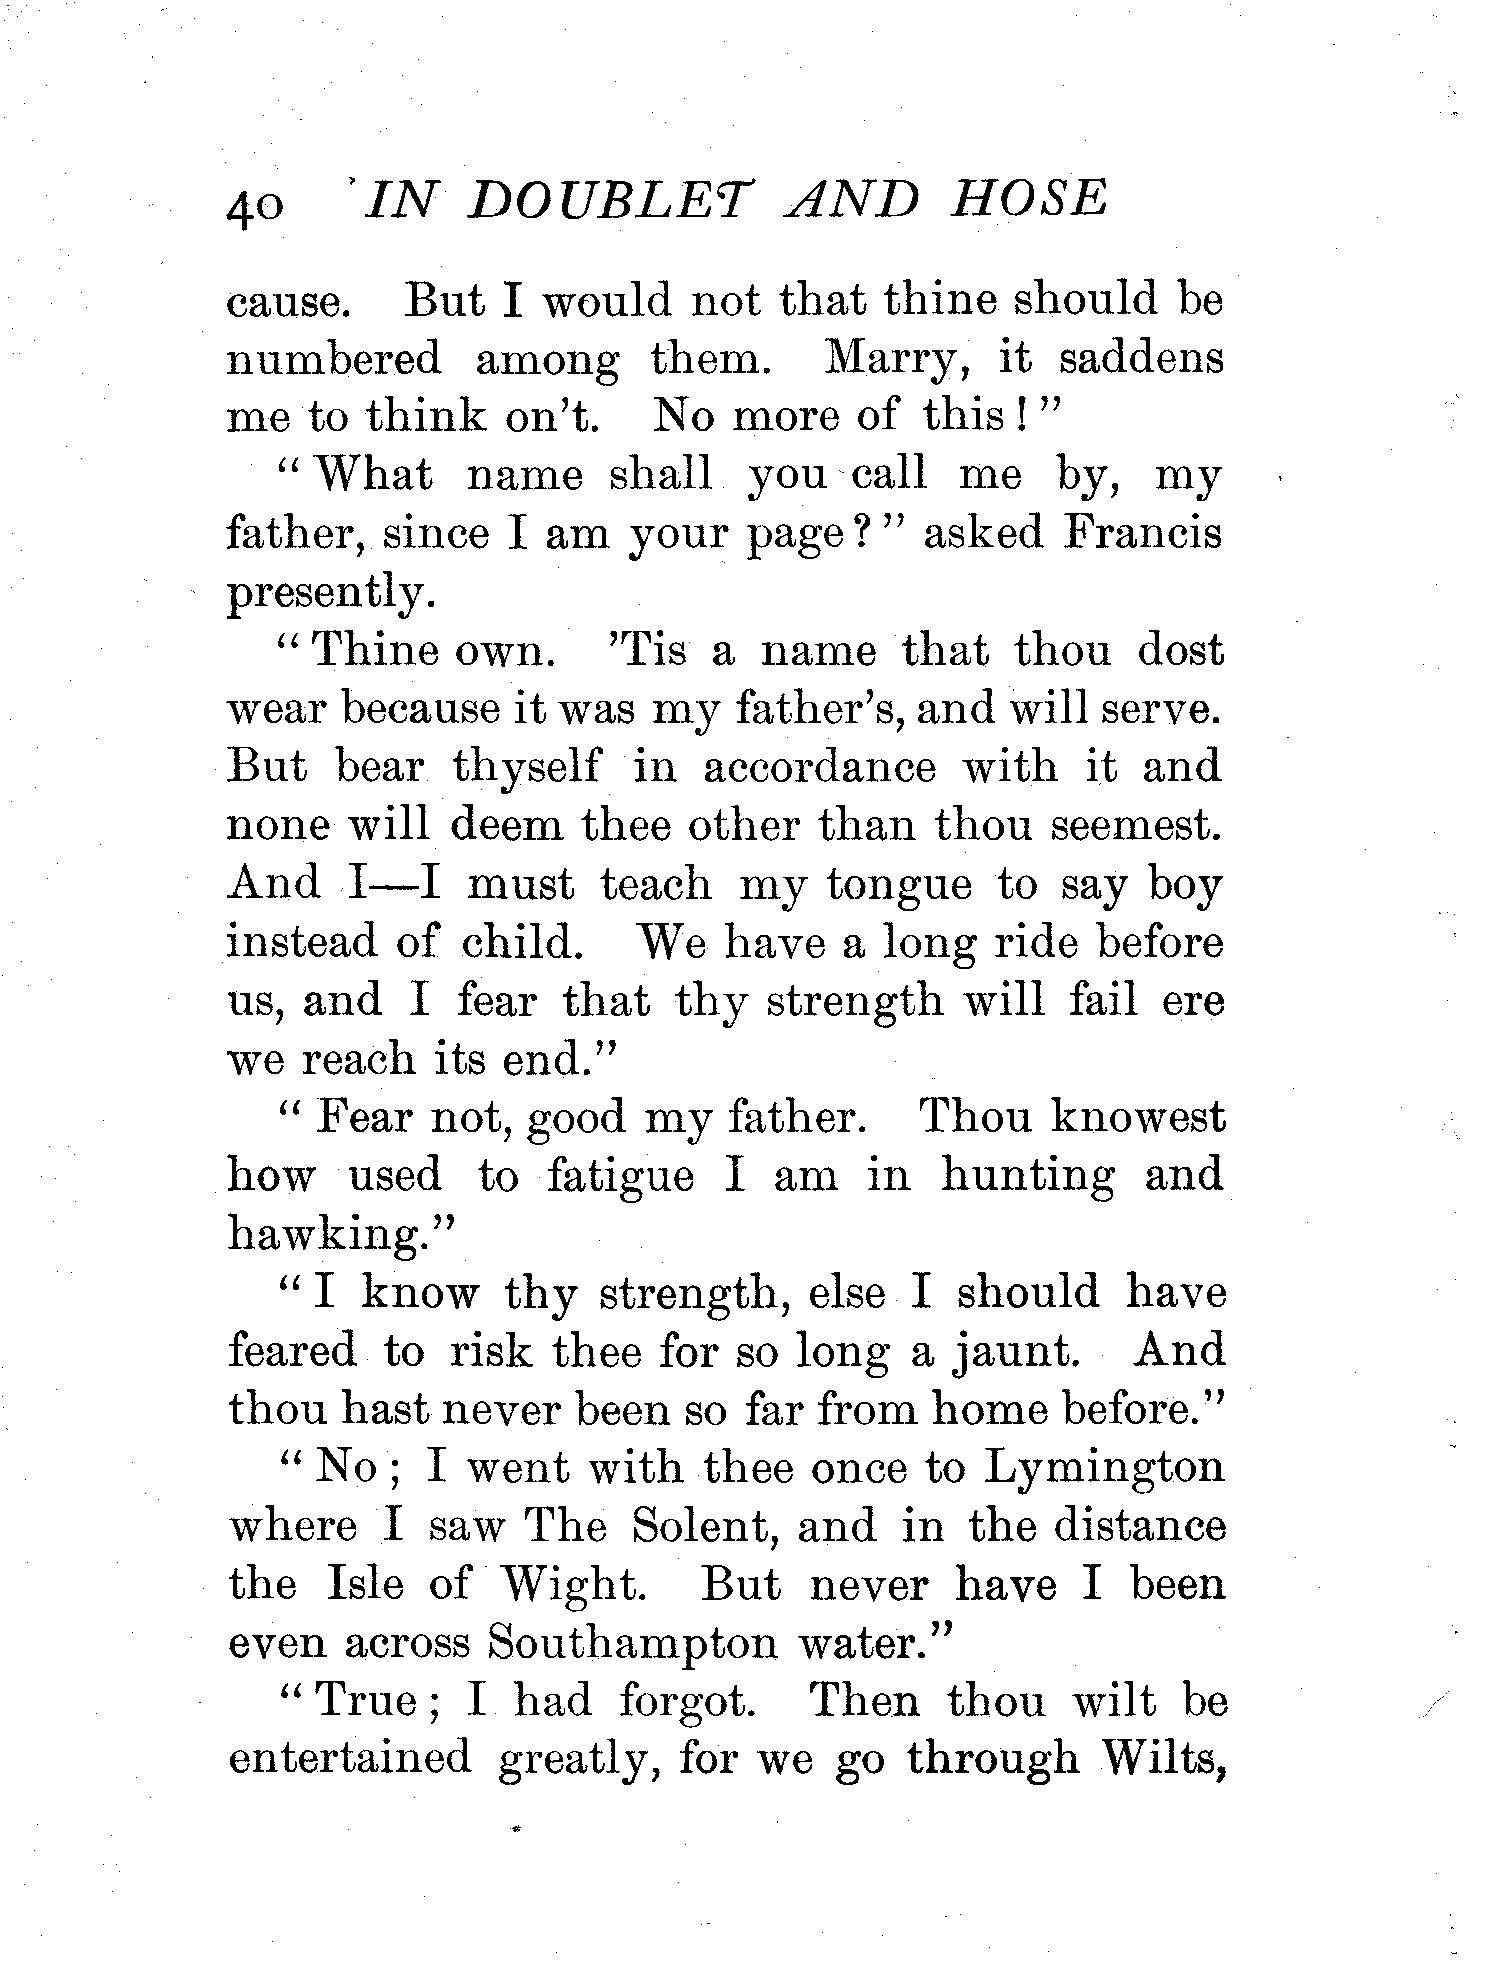 40 IN DOUBLET AND HOSE
cause. But I would not that thine should be
numbered among them. Marry, it saddens
me to think on't. No more of this!"
"What name shall you call me by, my
father, since I am your page?" asked Francis
presently.
"Thine own. 'Tis a name that thou dost
wear because it was my father's, and will serve.
But bear thyself in accordance with it and
none will deem thee other than thou seemest.
And I—I must teach my tongue to say boy
instead of child. We have a long ride before
us, and I fear that thy strength will fail ere
we reach its end."
"Fear not, good my father. Thou knowest
how used to fatigue I am in hunting and
hawking."
"I know thy strength, else I should have
feared to risk thee for so long a jaunt. And
thou hast never been so far from home before."
"No; I went with thee once to Lymington
where I saw The Solent, and in the distance
the Isle of Wight. But never have I been
even across Southampton water."
"True; I had forgot. Then thou wilt be
entertained greatly, for we go through Wilts,